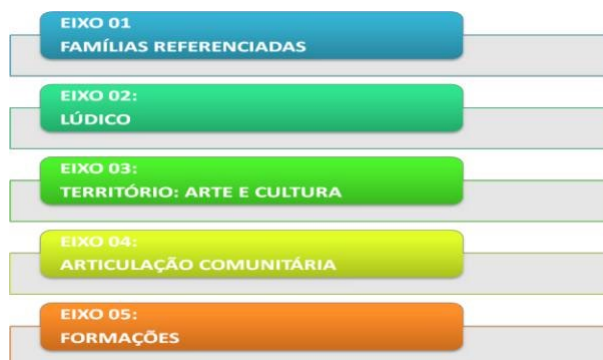 EIXO 01
FAMÍLIAS REFERENCIADAS
EIXO 02:
LÚDICO
EIXO 03:
TERRITÓRIO: ARTE E CULTURA
EIXO 04:
ARTICULAÇÃO COMUNITÁRIA
EIXO 05:
FORMAÇÕES